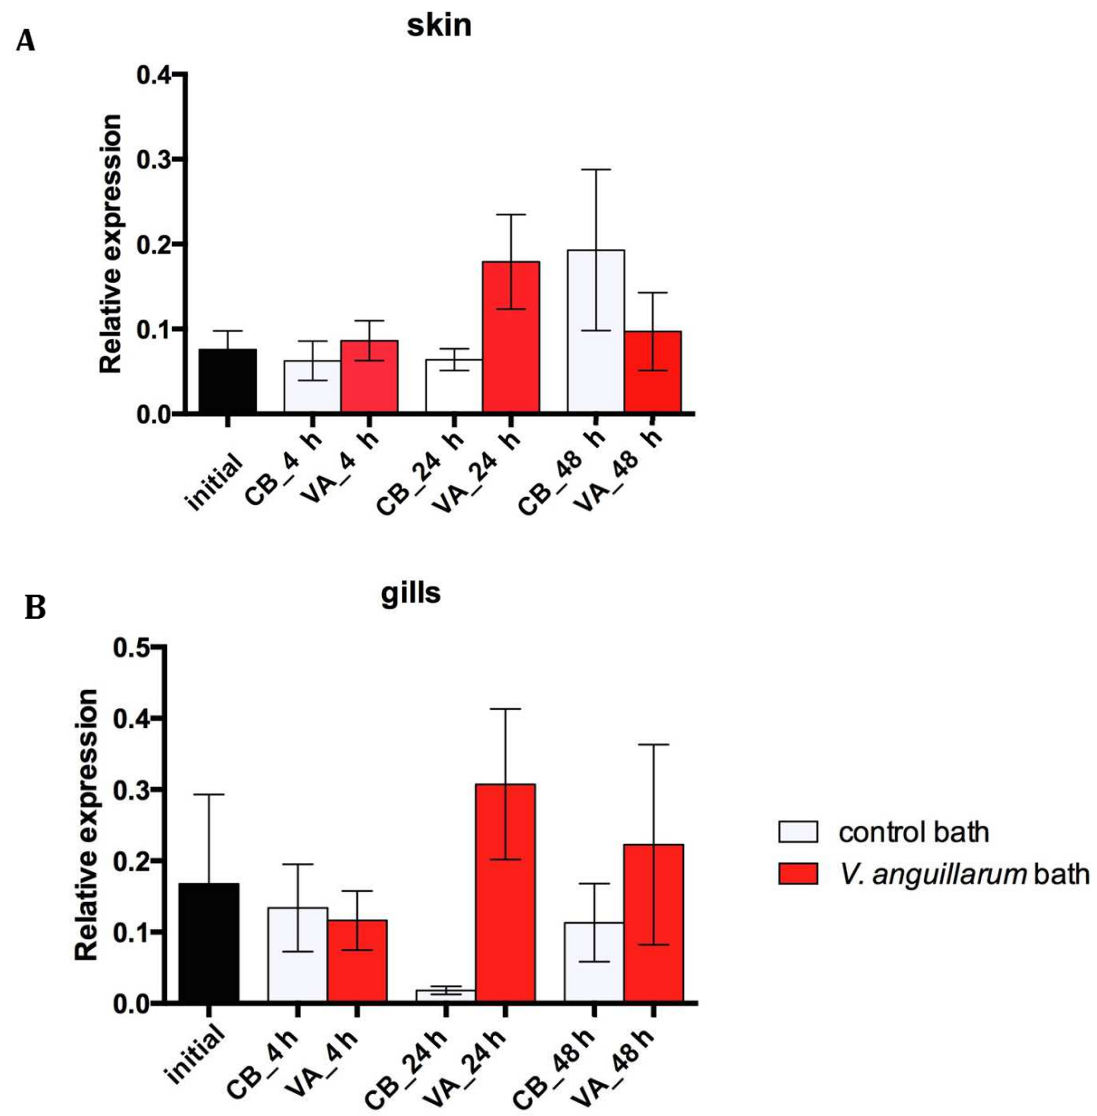 A
skin
Relative expression
0.4
0.3
0.2
0.1
0.0
initial
CB_4 h
VA_4 h
CB_24 h
VA_24 h
CB_48 h
VA_48 h
B
gills
Relative expression
0.5
0.4
0.3
0.2
0.1
0.0
initial
CB_4 h
VA_4 h
CB_24 h
VA_24 h
CB_48 h
VA_48 h
control bath
V. anguillarum bath